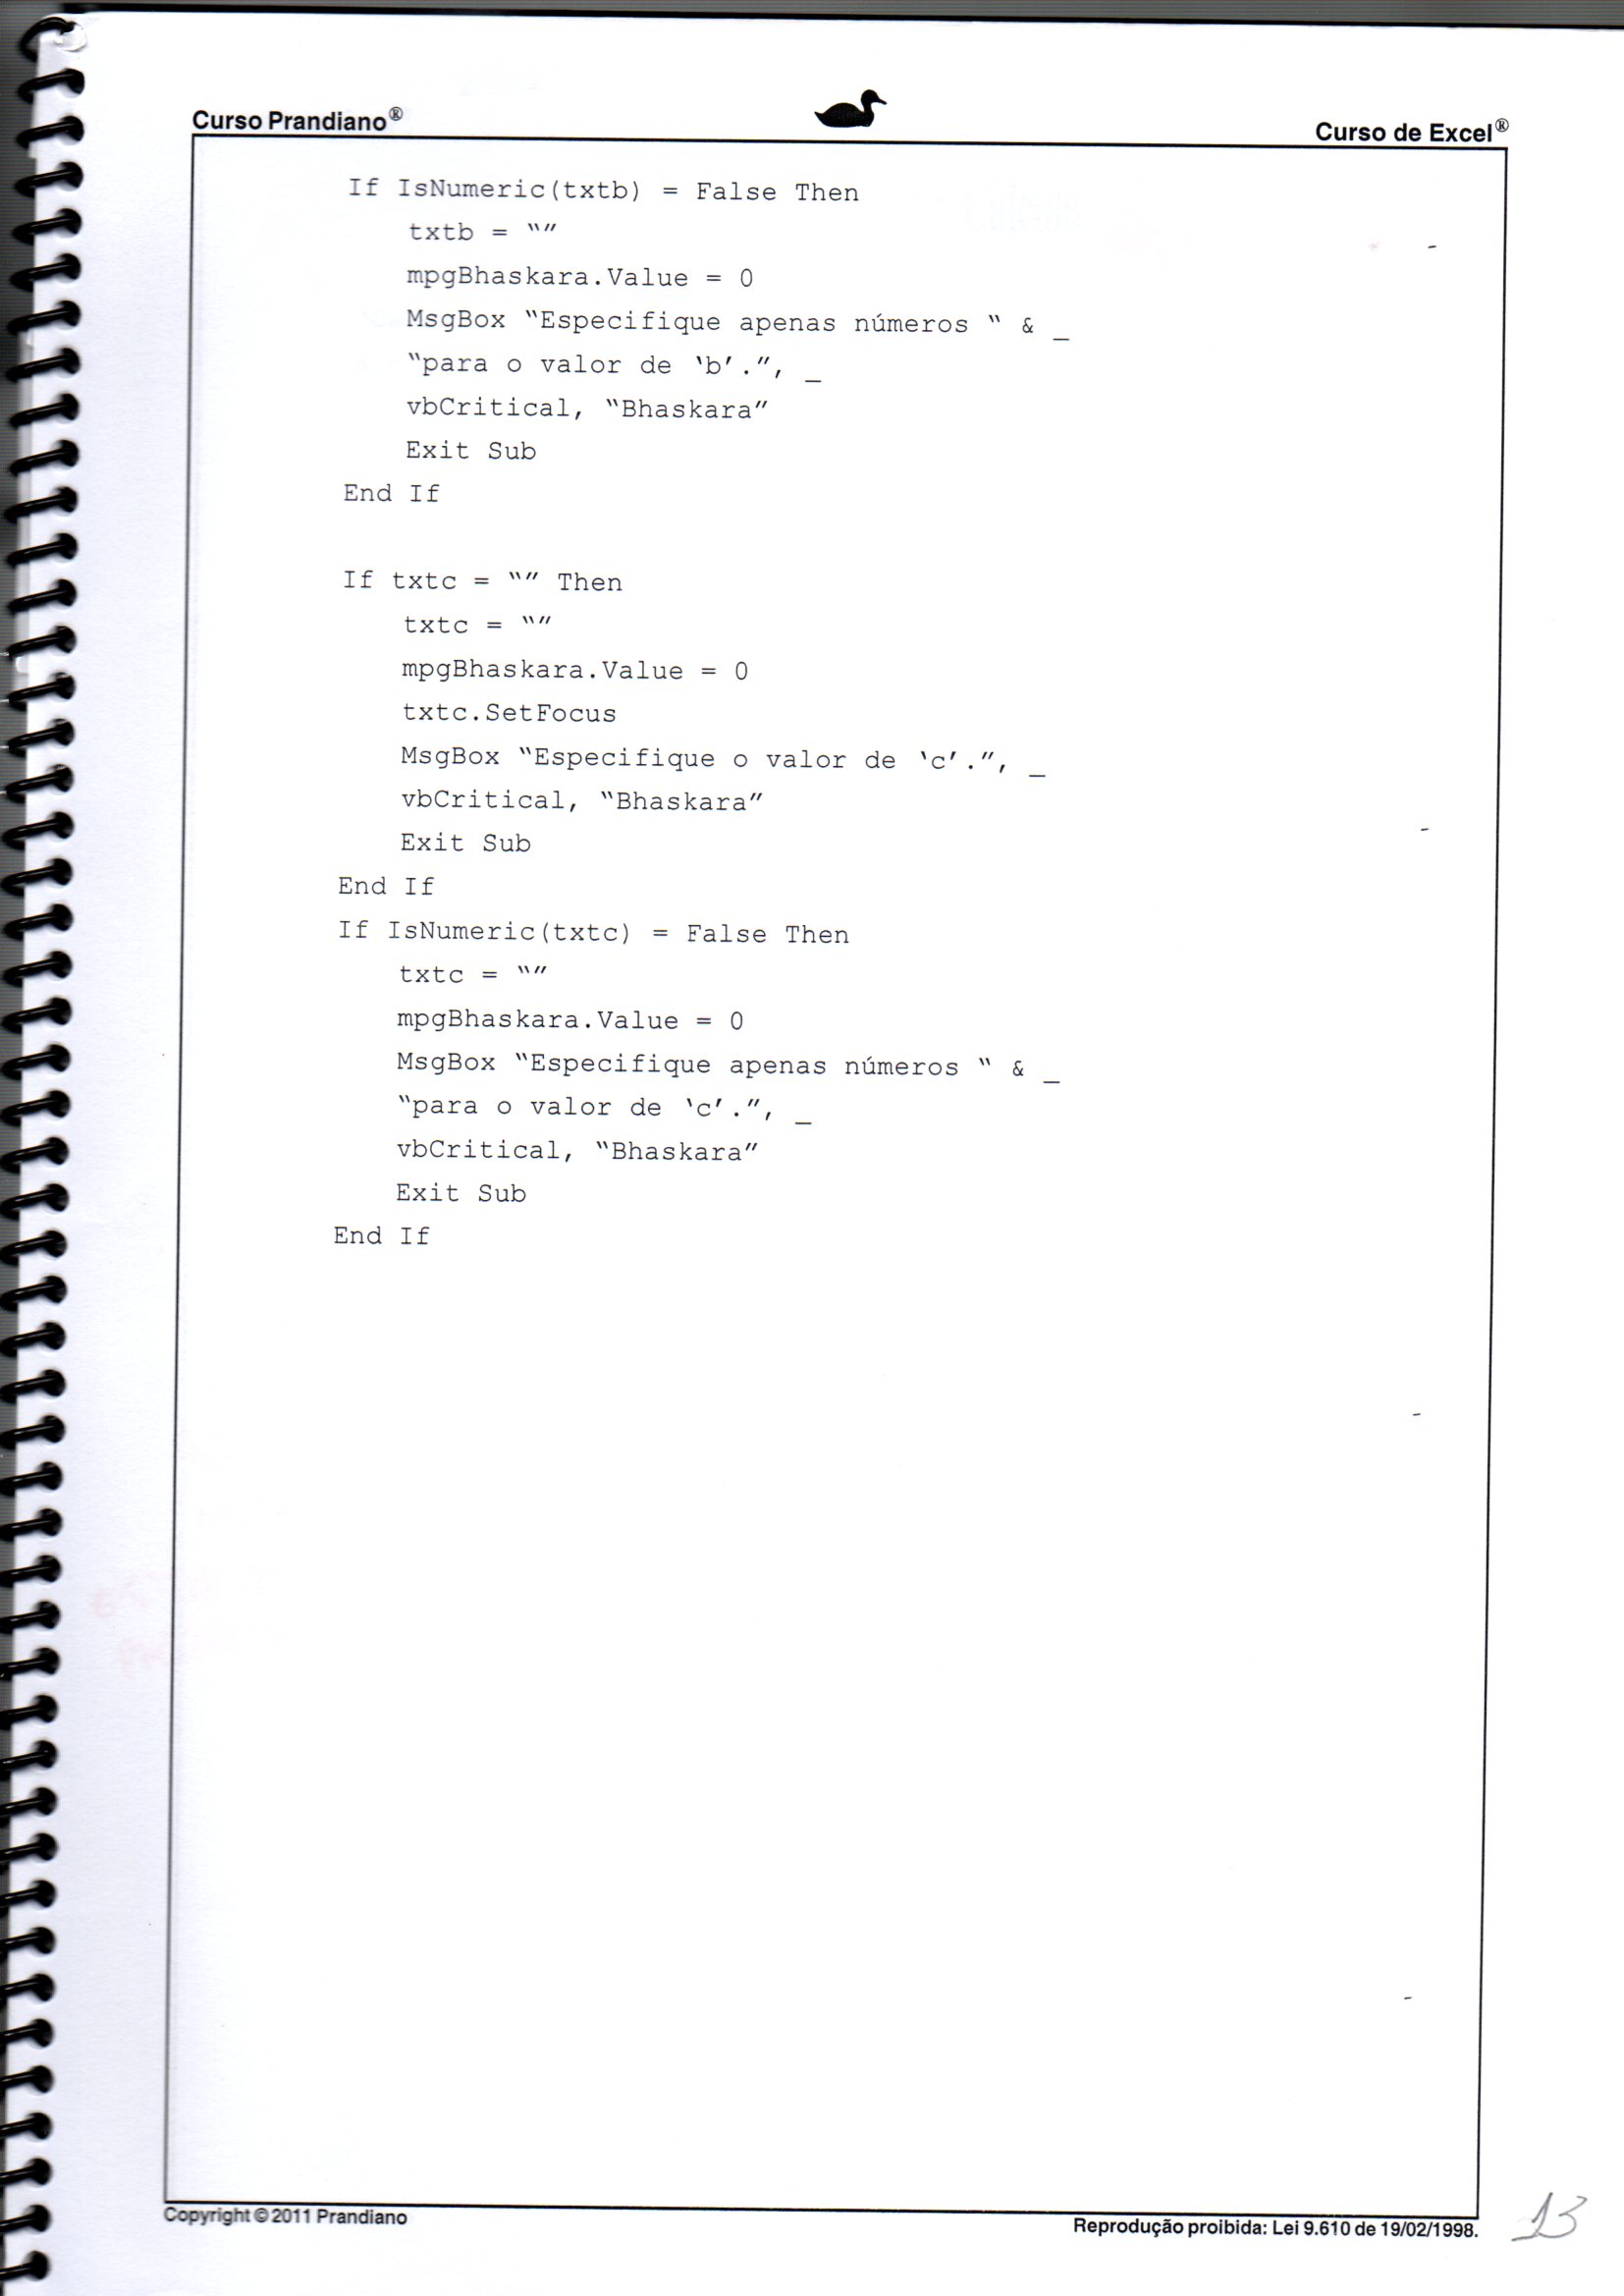 Curso Prandiano®
Curso de Excel®
If IsNumeric(txtb) = False Then
txtb = “”
mpgBhaskara.Value = 0
MsgBox “Especifique apenas números “ & _
“para o valor de ‘b’.”, _
vbCritical, “Bhaskara”
Exit Sub
End If
If txtc = “” Then
txtc = “”
mpgBhaskara.Value = 0
txtc.SetFocus
MsgBox “Especifique o valor de ‘c’.”, _
vbCritical, “Bhaskara”
Exit Sub
End If
If IsNumeric(txtc) = False Then
txtc = “”
mpgBhaskara.Value = 0
MsgBox “Especifique apenas números “ & _
“para o valor de ‘c’.”, _
vbCritical, “Bhaskara”
Exit Sub
End If
Copyright © 2011 Prandiano
Reprodução proibida: Lei 9.610 de 19/02/1998.
13